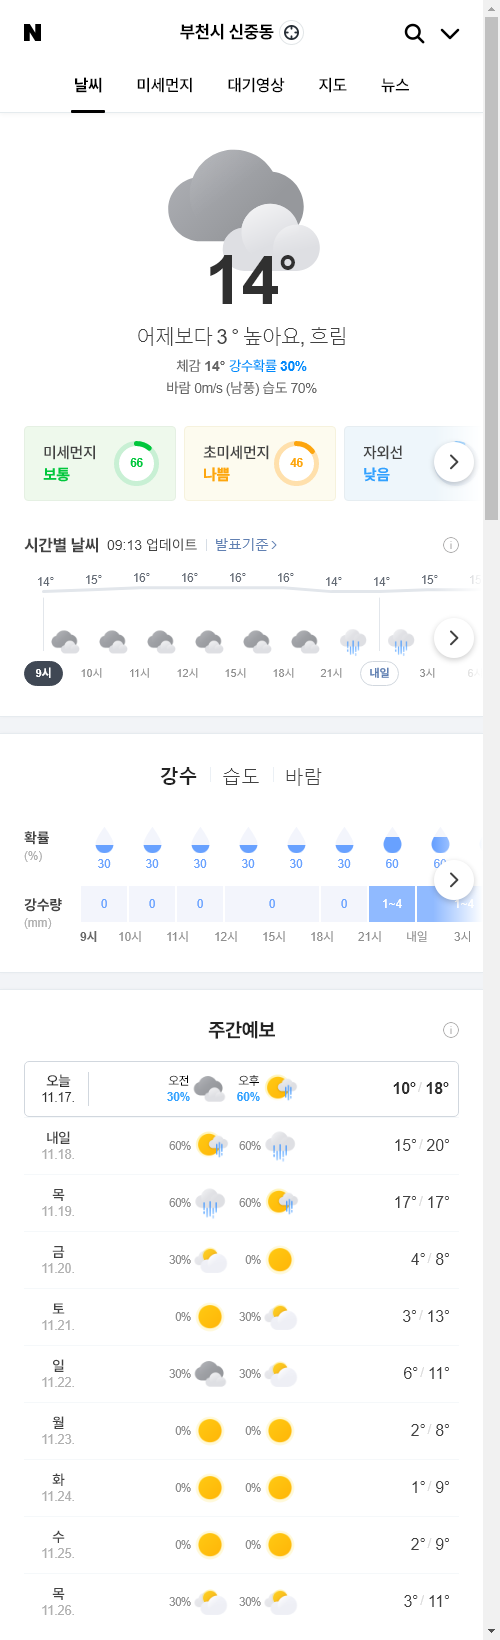 N 부천시 신중동
날씨 미세먼지 대기영상 지도 뉴스
14°
어제보다 3 ° 높아요, 흐림
체감 14° 강수확률 30%
바람 0m/s (남풍) 습도 70%
미세먼지 보통 66
초미세먼지 나쁨 46
자외선 낮음
시간별 날씨 09:13 업데이트 발표기준
14° 15° 16° 16° 16° 16° 14° 14° 15°
9시 10시 11시 12시 15시 18시 21시 내일 3시
강수 습도 바람
확률 (%)
30 30 30 30 30 30 60 60
강수량 (mm)
0 0 0 0 0 1~4 1~4
9시 10시 11시 12시 15시 18시 21시 내일 3시
주간예보
오늘 11.17. 오전 30% 오후 60% 10° / 18°
내일 11.18. 60% 60% 15° / 20°
목 11.19. 60% 60% 17° / 17°
금 11.20. 30% 0% 4° / 8°
토 11.21. 0% 30% 3° / 13°
일 11.22. 30% 30% 6° / 11°
월 11.23. 0% 0% 2° / 8°
화 11.24. 0% 0% 1° / 9°
수 11.25. 0% 0% 2° / 9°
목 11.26. 30% 30% 3° / 11°